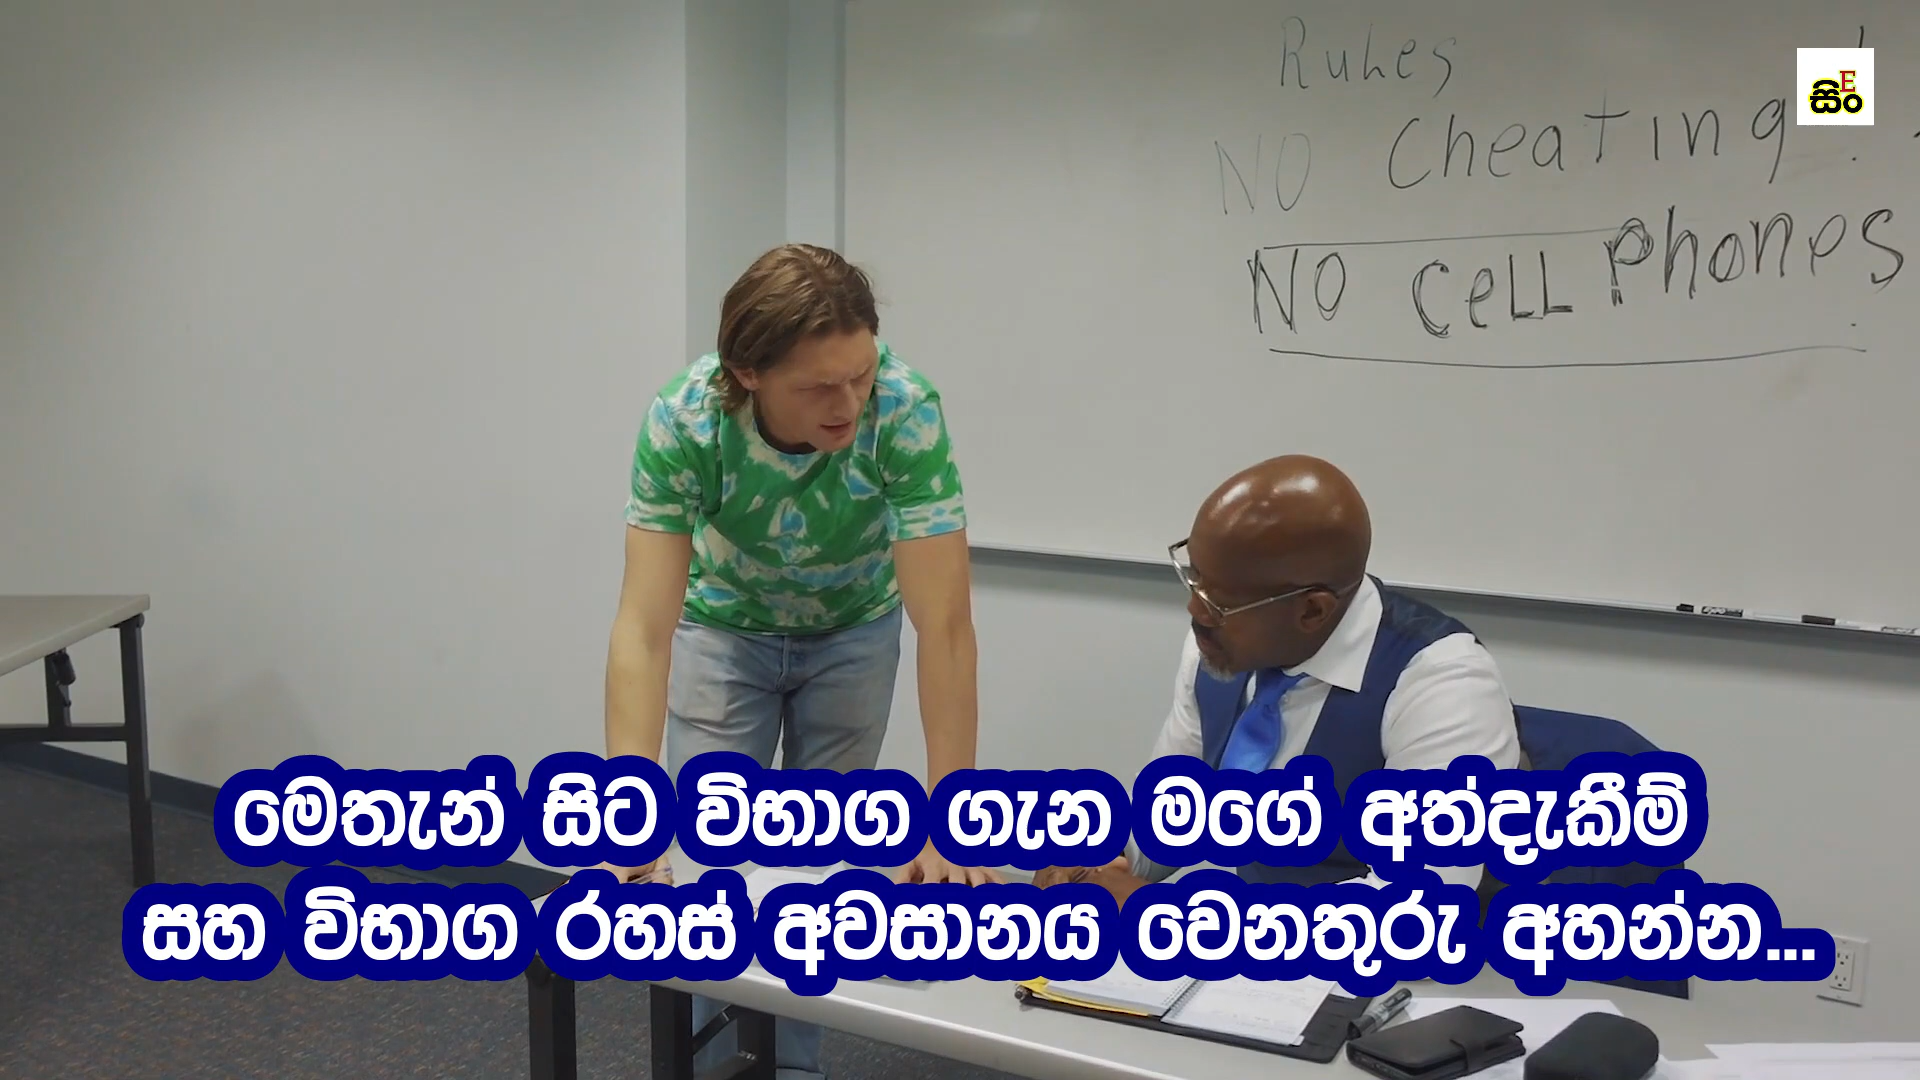 Rules
NO Cheating!
NO Cell Phones
E
සිං
මෙතැන් සිට විභාග ගැන මගේ අත්දැකීම්
සහ විභාග රහස් අවසානය වෙනතුරු අහන්න...